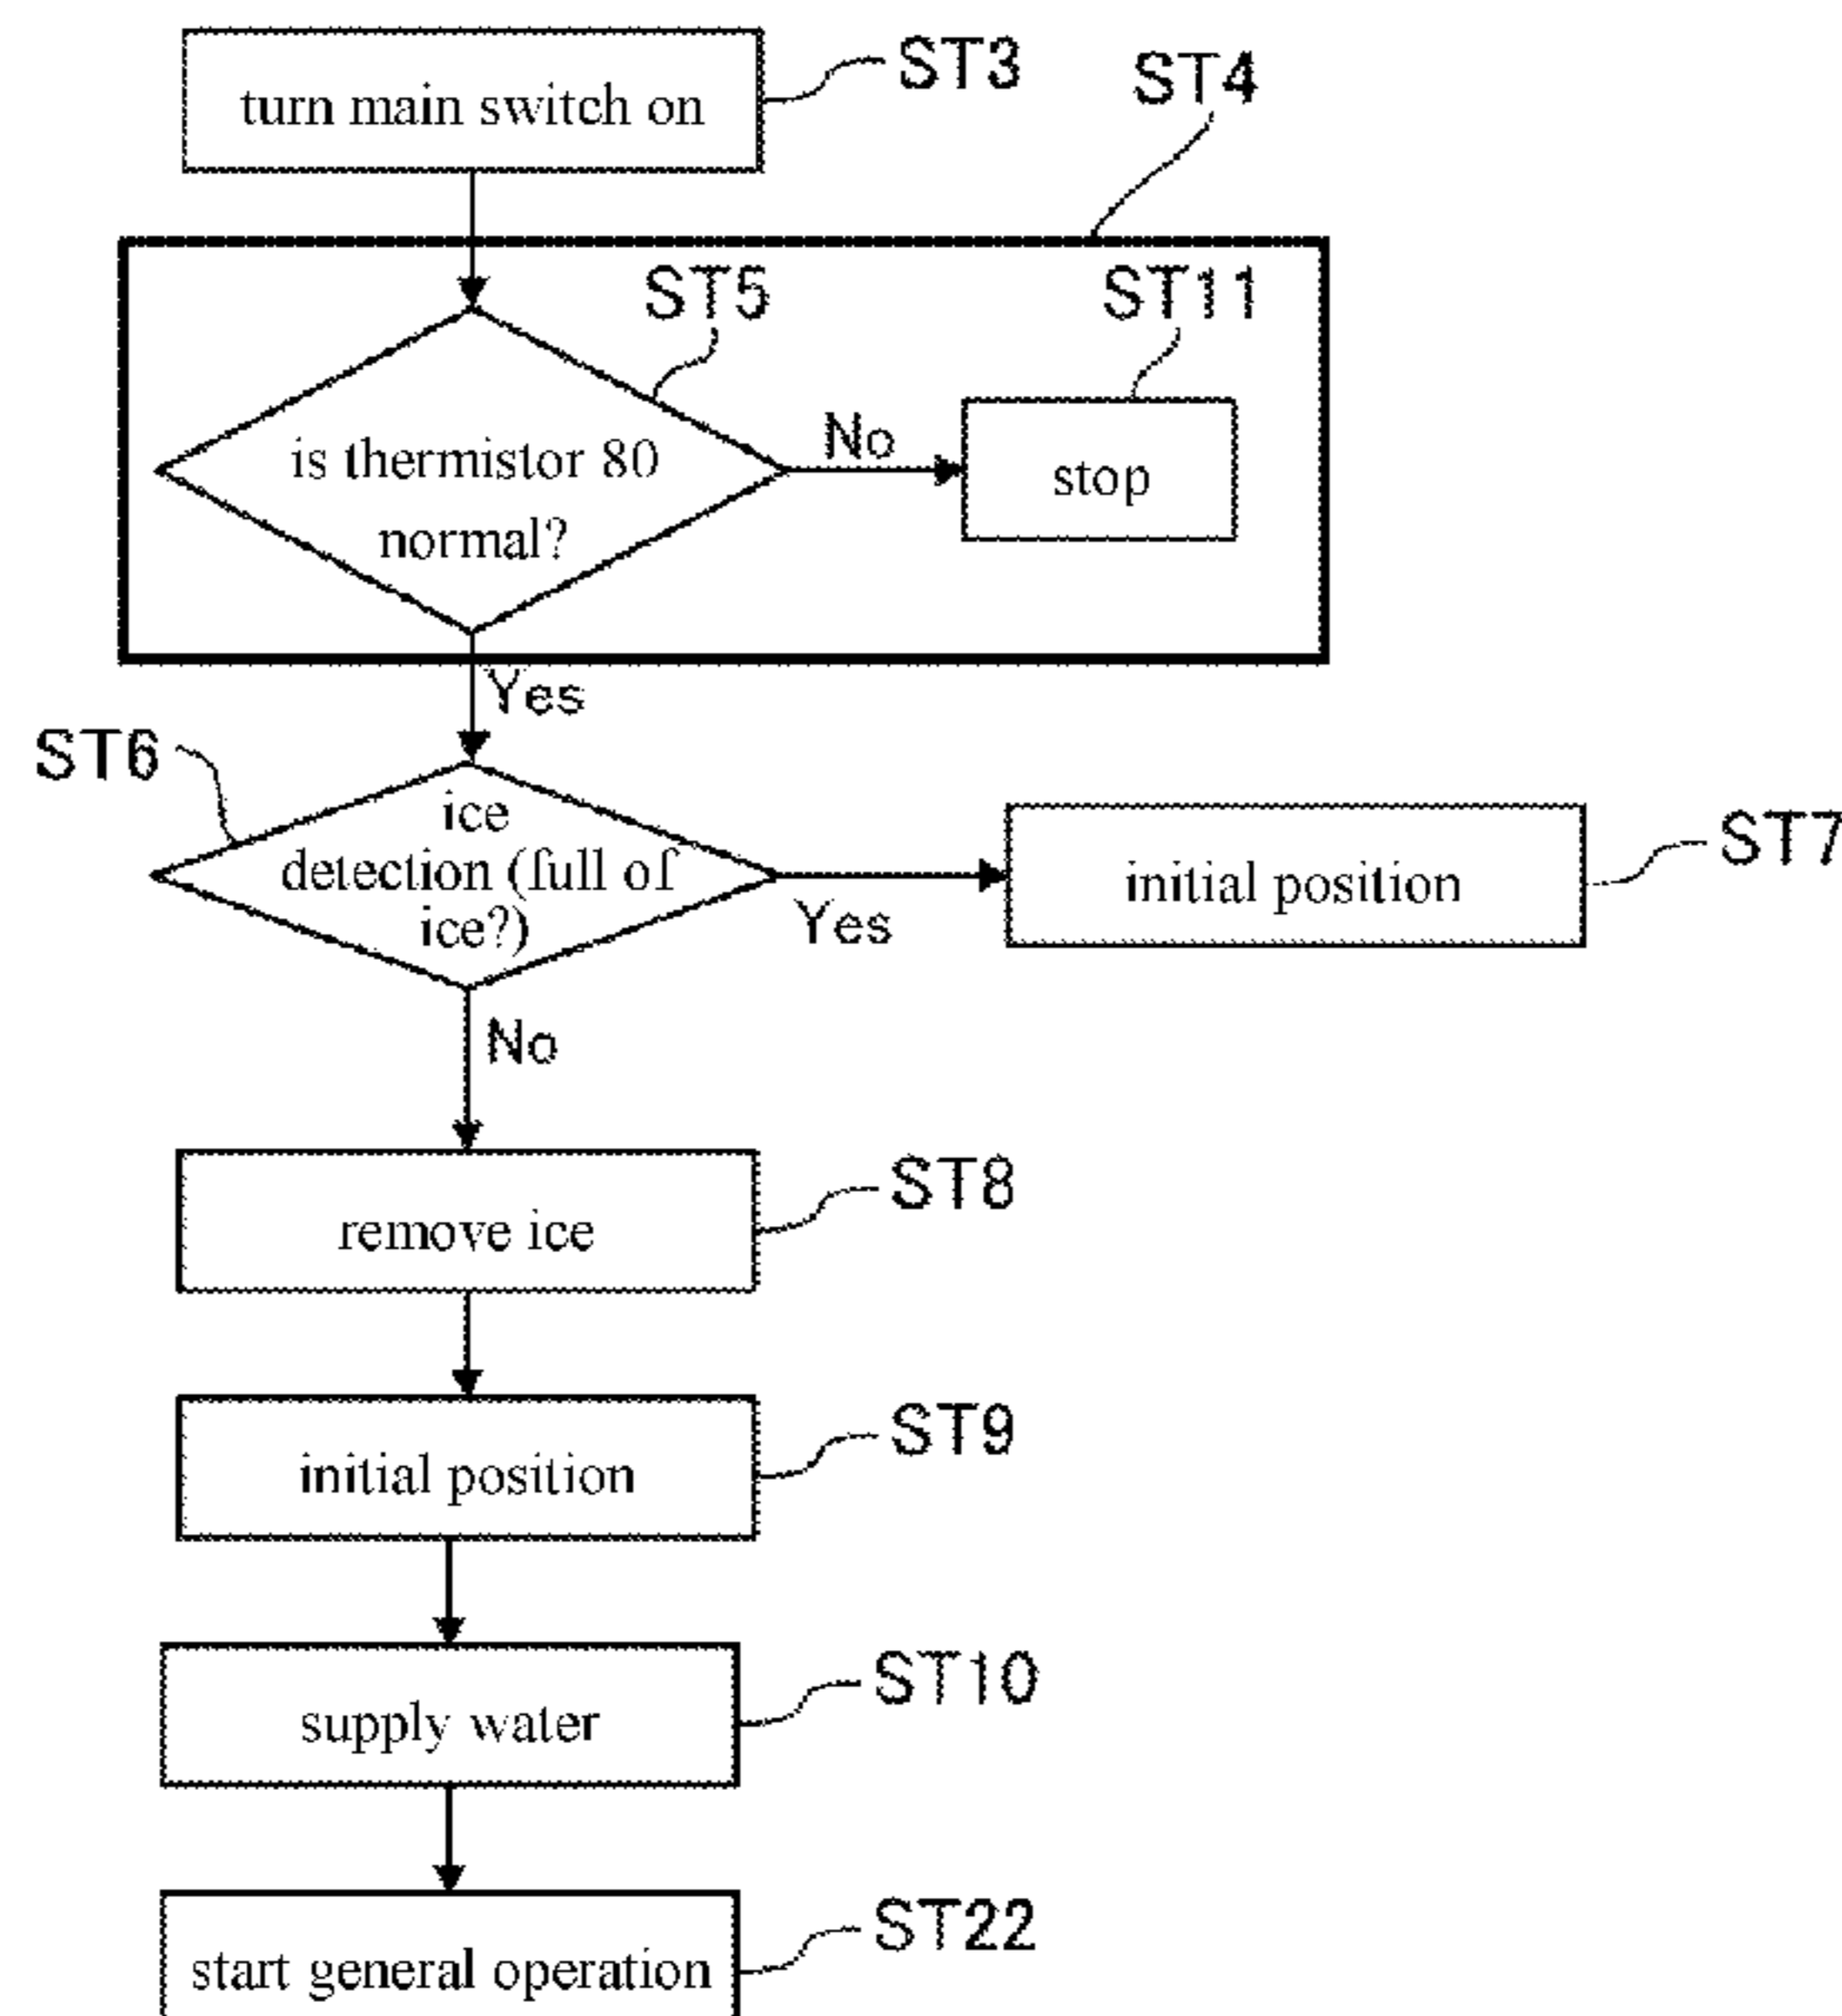 turn main switch on
ST3
ST4
ST5
ST11
is thermistor 80
normal?
No
stop
Yes
ST6
ice
detection (full of
ice?)
Yes
initial position
ST7
No
remove ice
ST8
initial position
ST9
supply water
ST10
start general operation
ST22